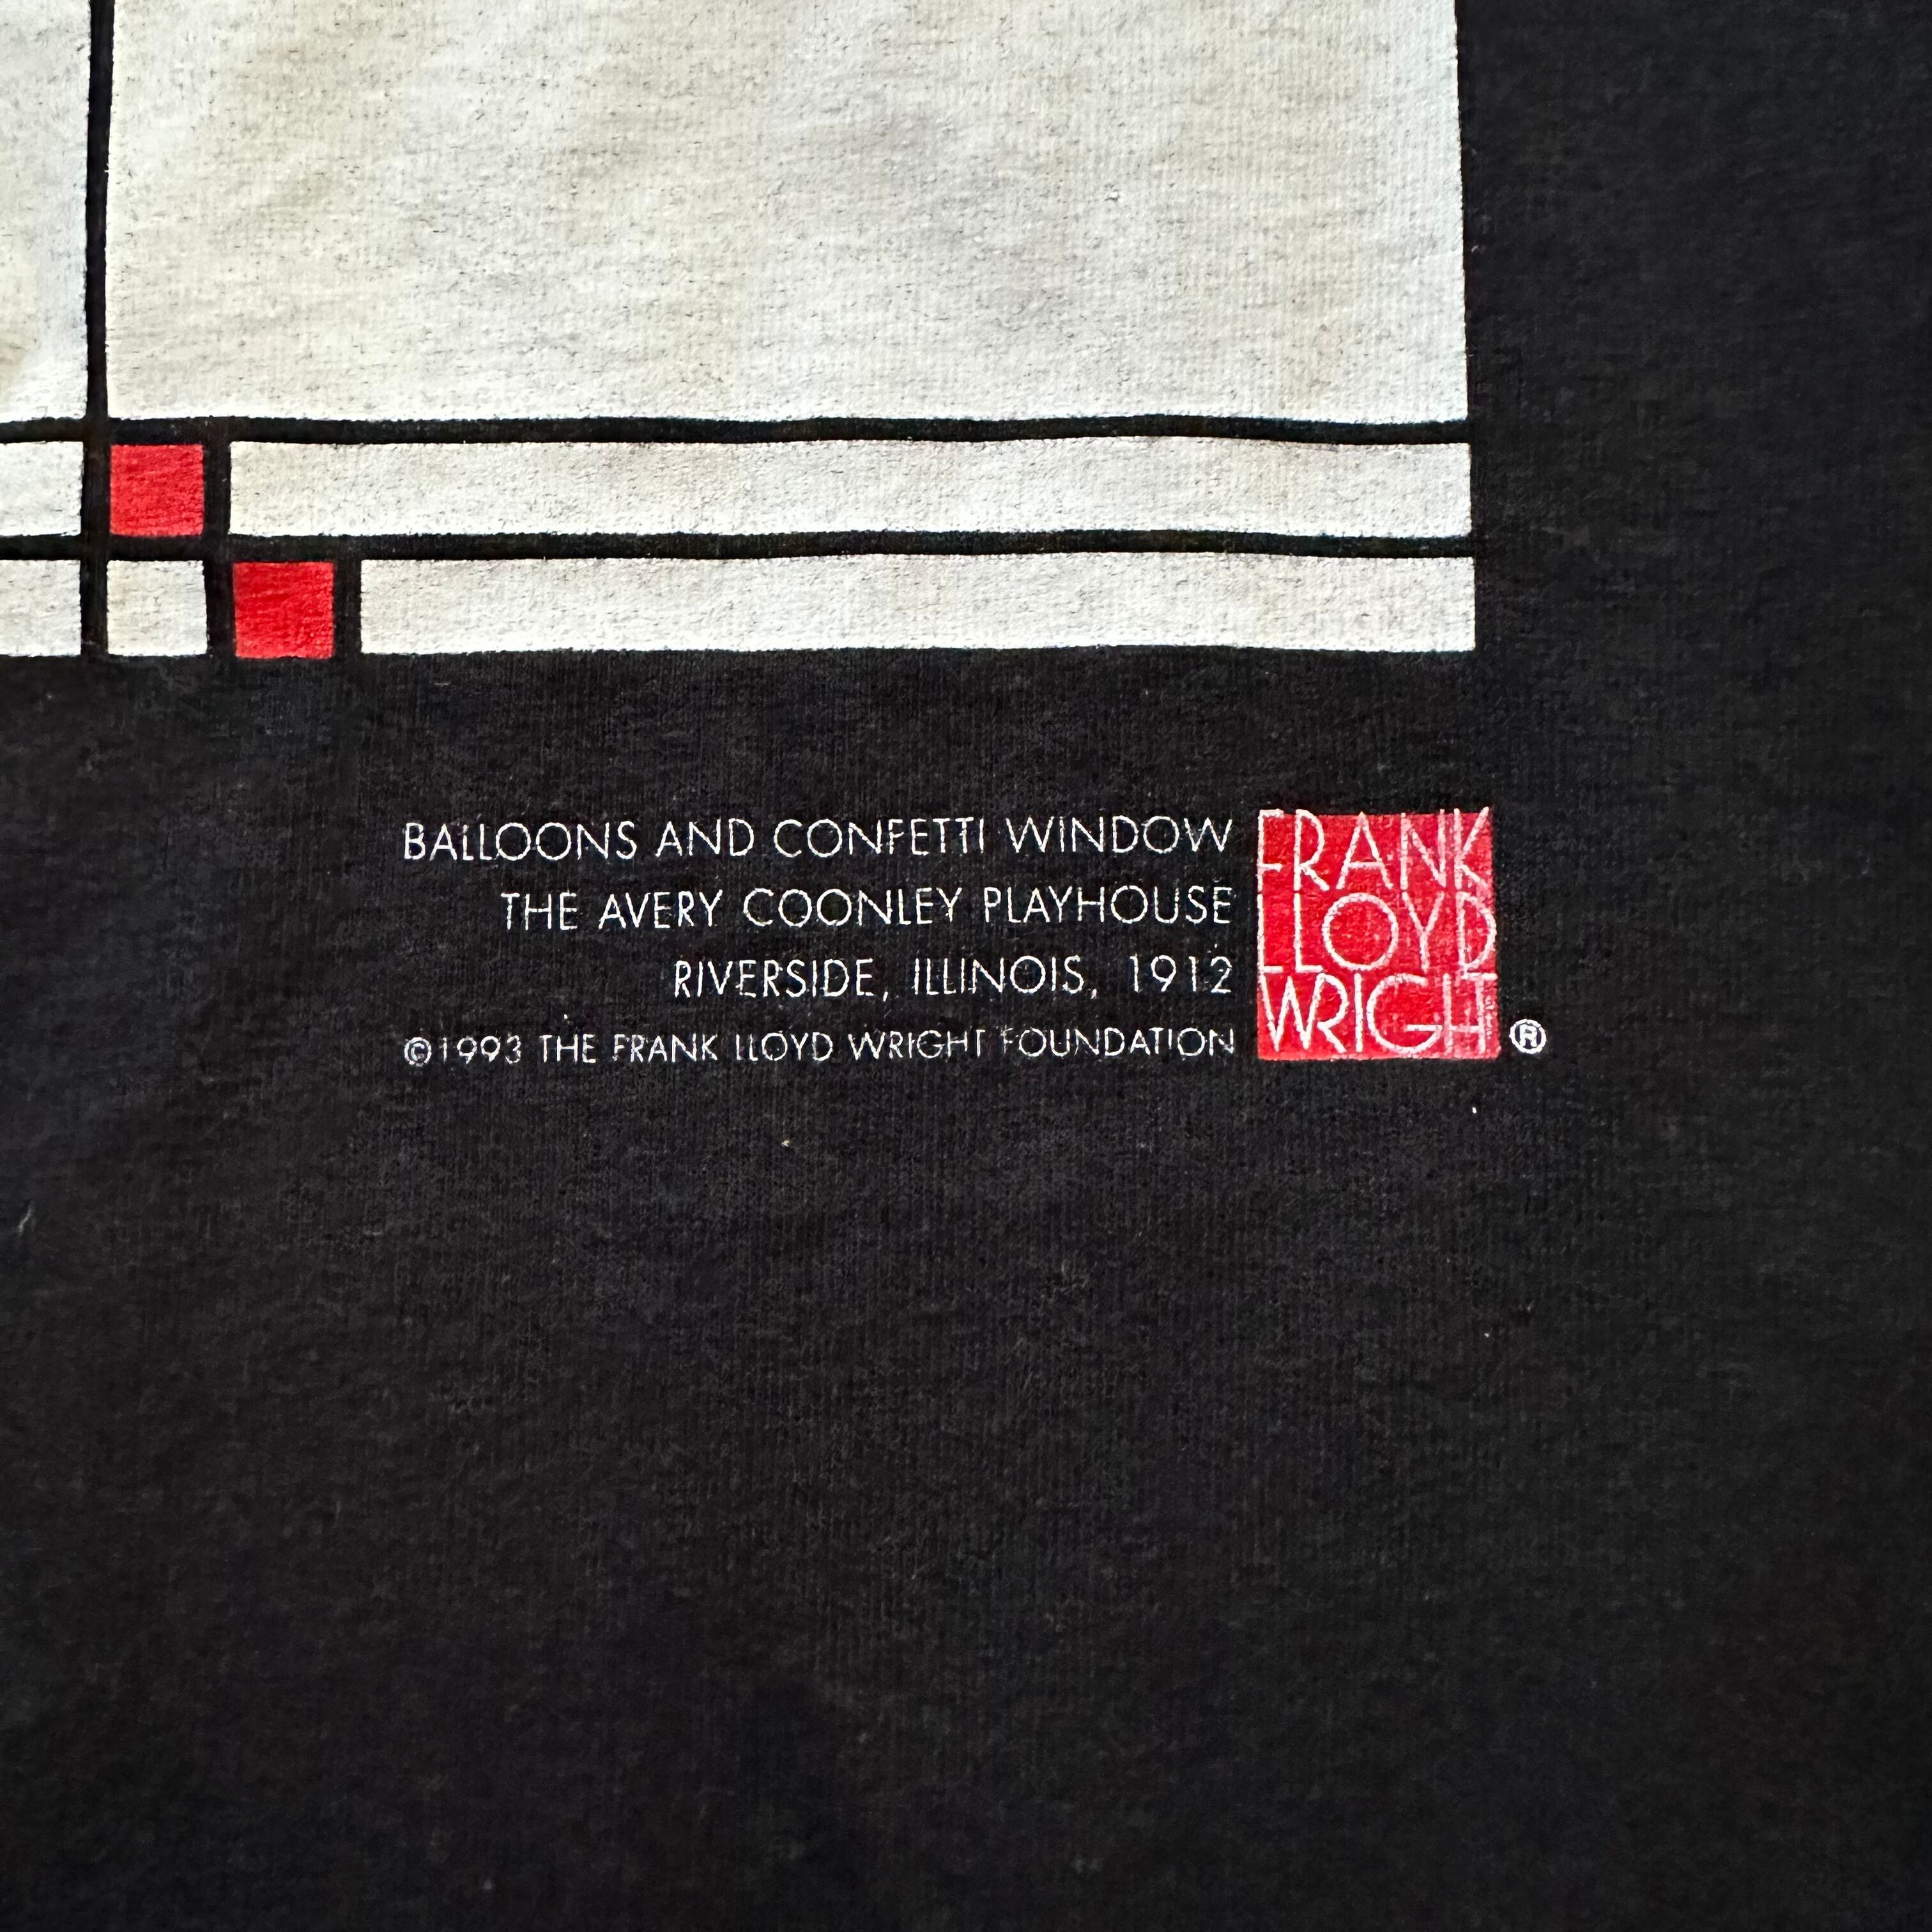 BALLOONS AND CONFETTI WINDOW
THE AVERY COONLEY PLAYHOUSE
RIVERSIDE, ILLINOIS, 1912
©1993 THE FRANK LLOYD WRIGHT FOUNDATION
FRANK
LLOYD
WRIGHT ®